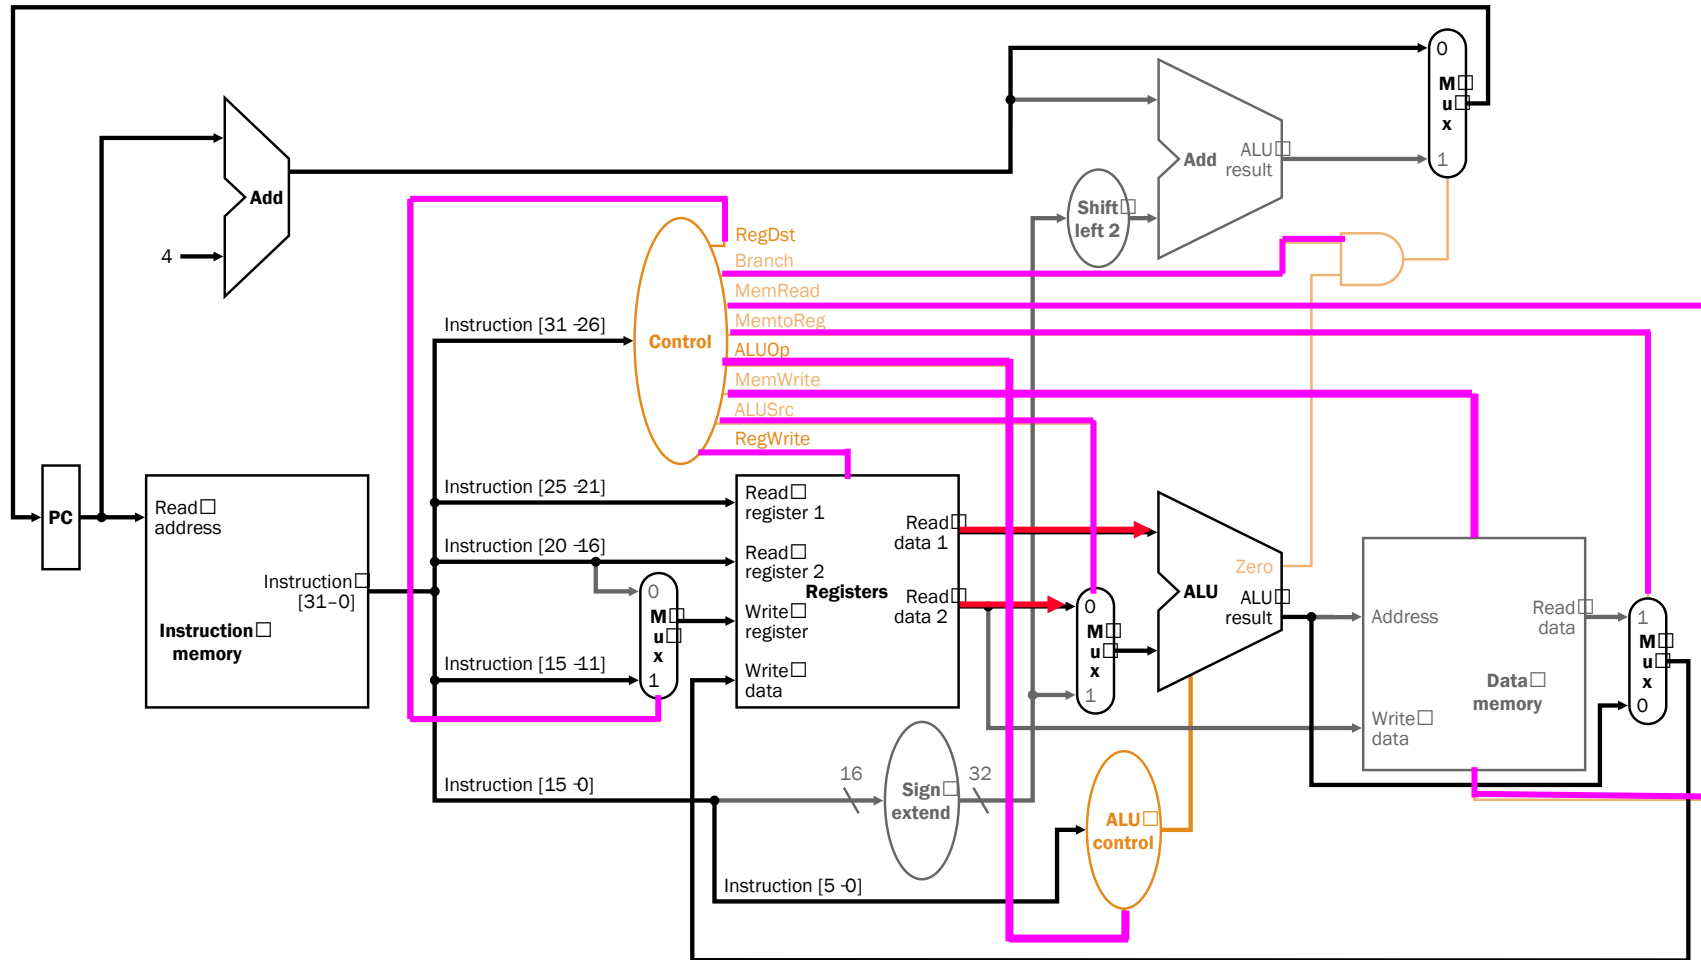 0
M
u
x
1
Add
ALU
result
Add
Shift
left 2
4
RegDst
Branch
MemRead
MemtoReg
ALUOp
MemWrite
ALUSrc
RegWrite
Control
Instruction [31-26]
Instruction [25-21]
Instruction [20-16]
Instruction [15-11]
Instruction [15-0]
Instruction [5-0]
PC
Read
address
Instruction
[31–0]
Instruction
memory
0
M
u
x
1
Read
register 1
Read
register 2
Write
register
Write
data
Registers
Read
data 1
Read
data 2
0
M
u
x
1
Zero
ALU
ALU
result
Address
Read
data
Data
memory
Write
data
1
M
u
x
0
16
Sign
extend
32
ALU
control